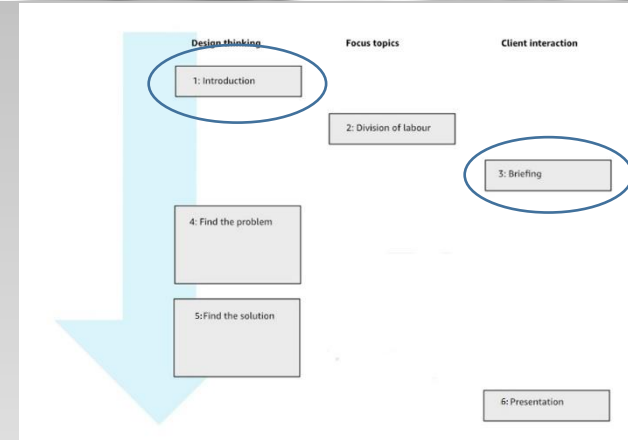 Design thinking
Focus topics
Client interaction
1: Introduction
2: Division of labour
3: Briefing
4: Find the problem
5:Find the solution
6: Presentation